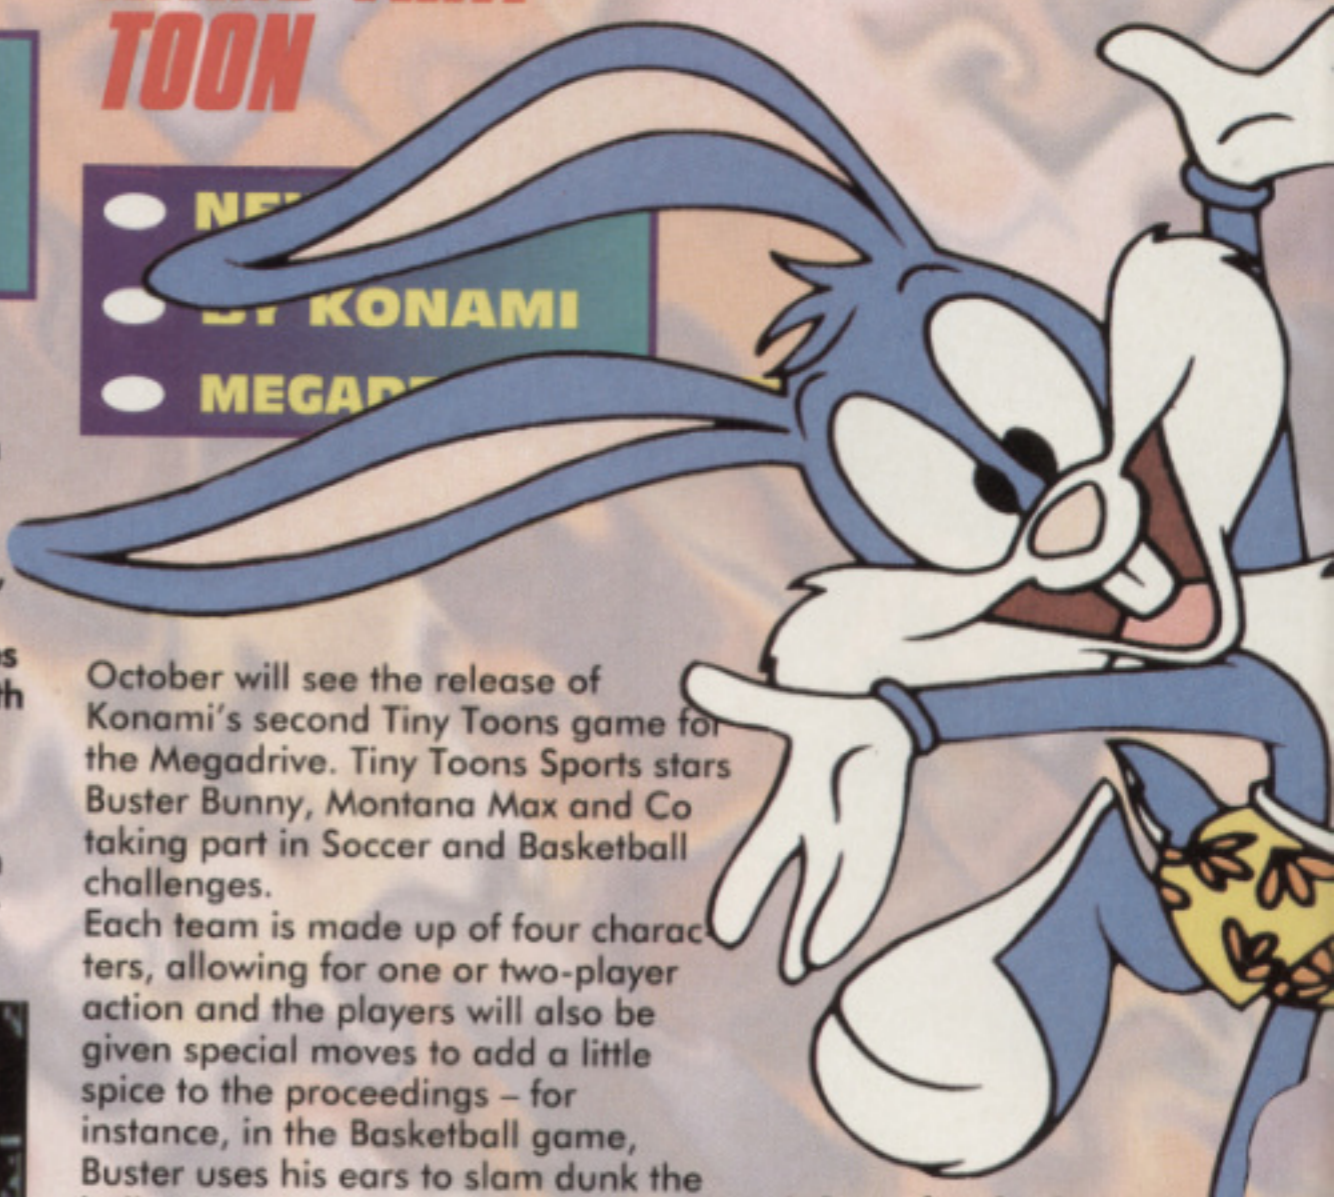 TOON
BY KONAMI
October will see the release of
Konami's second Tiny Toons game for
the Megadrive. Tiny Toons Sports stars
Buster Bunny, Montana Max and Co
taking part in Soccer and Basketball
challenges.
Each team is made up of four charac-
ters, allowing for one or two-player
action and the players will also be
given special moves to add a little
spice to the proceedings – for
instance, in the Basketball game,
Buster uses his ears to slam dunk the